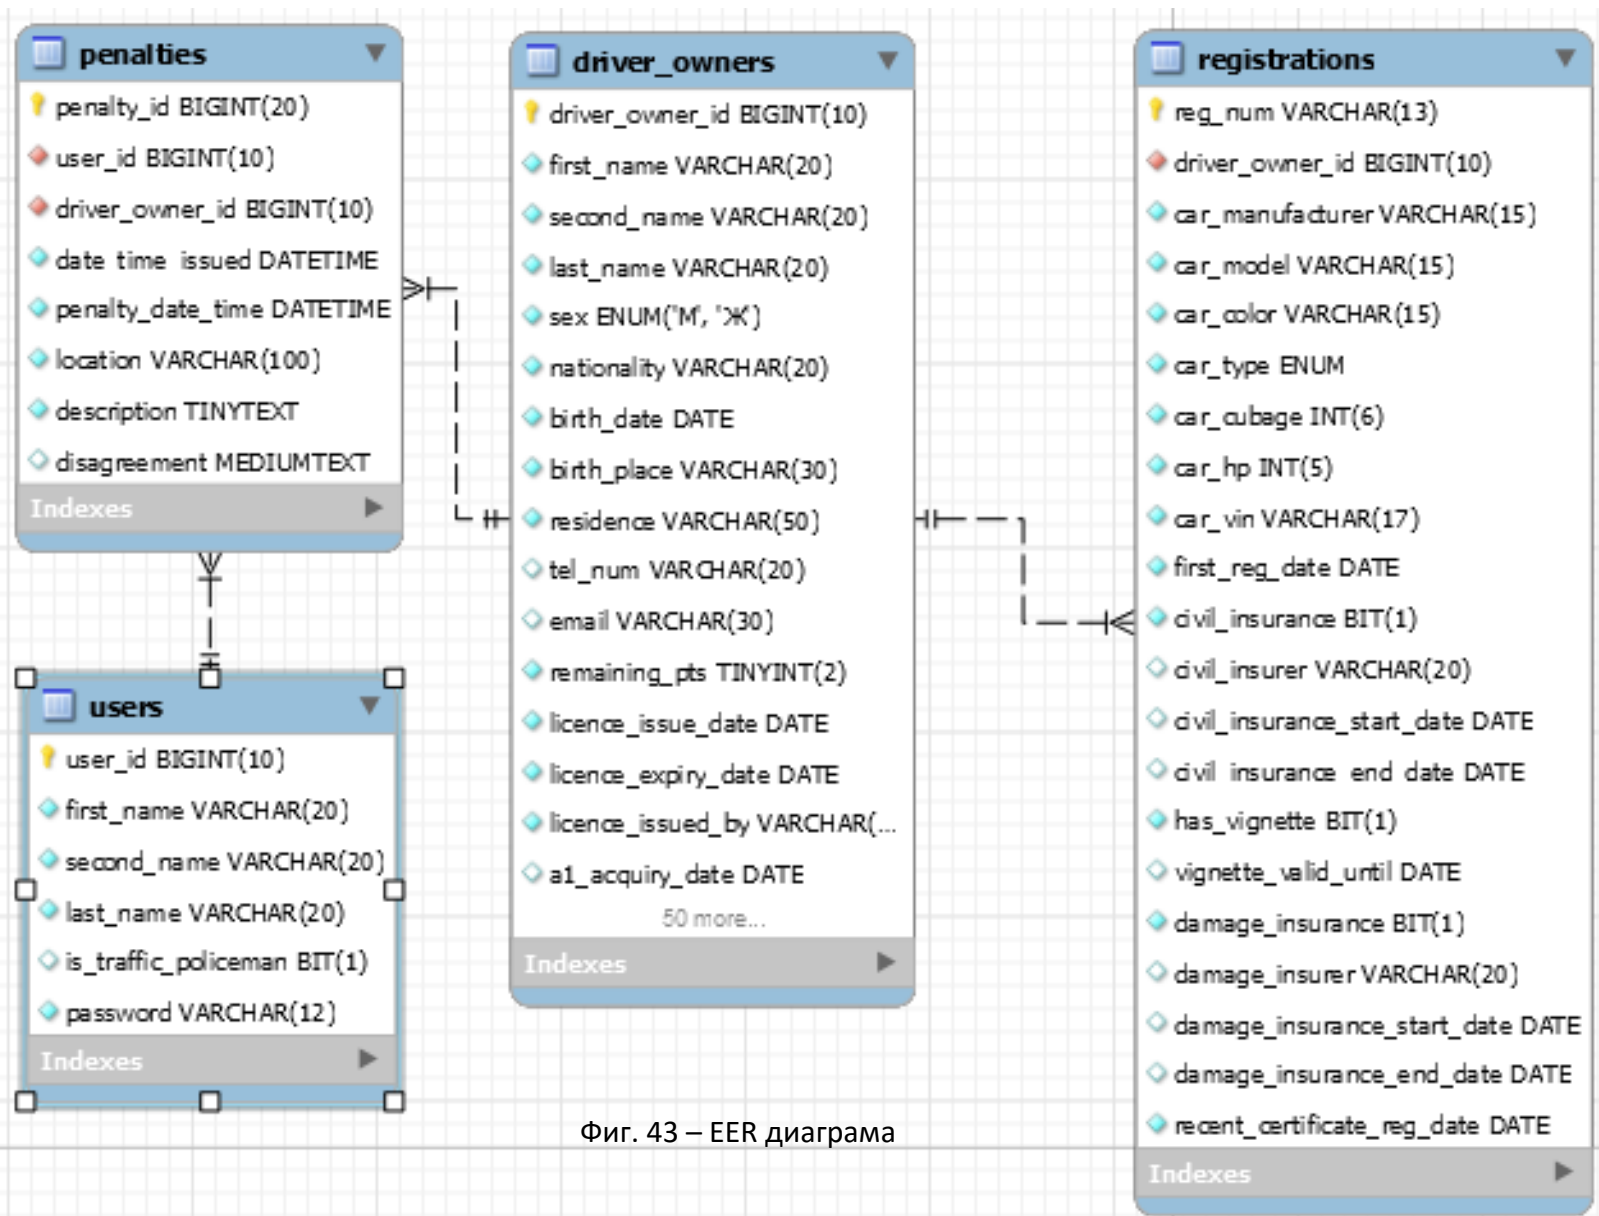 penalties
penalty_id BIGINT(20)
user_id BIGINT(10)
driver_owner_id BIGINT(10)
date_time_issued DATETIME
penalty_date_time DATETIME
location VARCHAR(100)
description TINYTEXT
disagreement MEDIUMTEXT
Indexes
users
user_id BIGINT(10)
first_name VARCHAR(20)
second_name VARCHAR(20)
last_name VARCHAR(20)
is_traffic_policeman BIT(1)
password VARCHAR(12)
Indexes
driver_owners
driver_owner_id BIGINT(10)
first_name VARCHAR(20)
second_name VARCHAR(20)
last_name VARCHAR(20)
sex ENUM('М', 'Ж')
nationality VARCHAR(20)
birth_date DATE
birth_place VARCHAR(30)
residence VARCHAR(50)
tel_num VARCHAR(20)
email VARCHAR(30)
remaining_pts TINYINT(2)
licence_issue_date DATE
licence_expiry_date DATE
licence_issued_by VARCHAR(...
a1_acquiry_date DATE
50 more...
Indexes
registrations
reg_num VARCHAR(13)
driver_owner_id BIGINT(10)
car_manufacturer VARCHAR(15)
car_model VARCHAR(15)
car_color VARCHAR(15)
car_type ENUM
car_cubage INT(6)
car_hp INT(5)
car_vin VARCHAR(17)
first_reg_date DATE
civil_insurance BIT(1)
civil_insurer VARCHAR(20)
civil_insurance_start_date DATE
civil_insurance_end_date DATE
has_vignette BIT(1)
vignette_valid_until DATE
damage_insurance BIT(1)
damage_insurer VARCHAR(20)
damage_insurance_start_date DATE
damage_insurance_end_date DATE
recent_certificate_reg_date DATE
Indexes
Фиг. 43 – EER диаграма